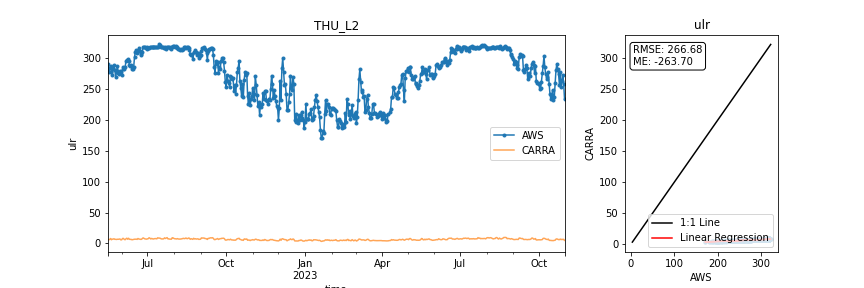 THU_L2
ulr
300
250
200
150
100
50
0
AWS
CARRA
Jul
Oct
Jan
2023
Apr
Jul
Oct
time
ulr
CARRA
300
250
200
150
100
50
0
RMSE: 266.68
ME: -263.70
1:1 Line
Linear Regression
0
100
200
300
AWS